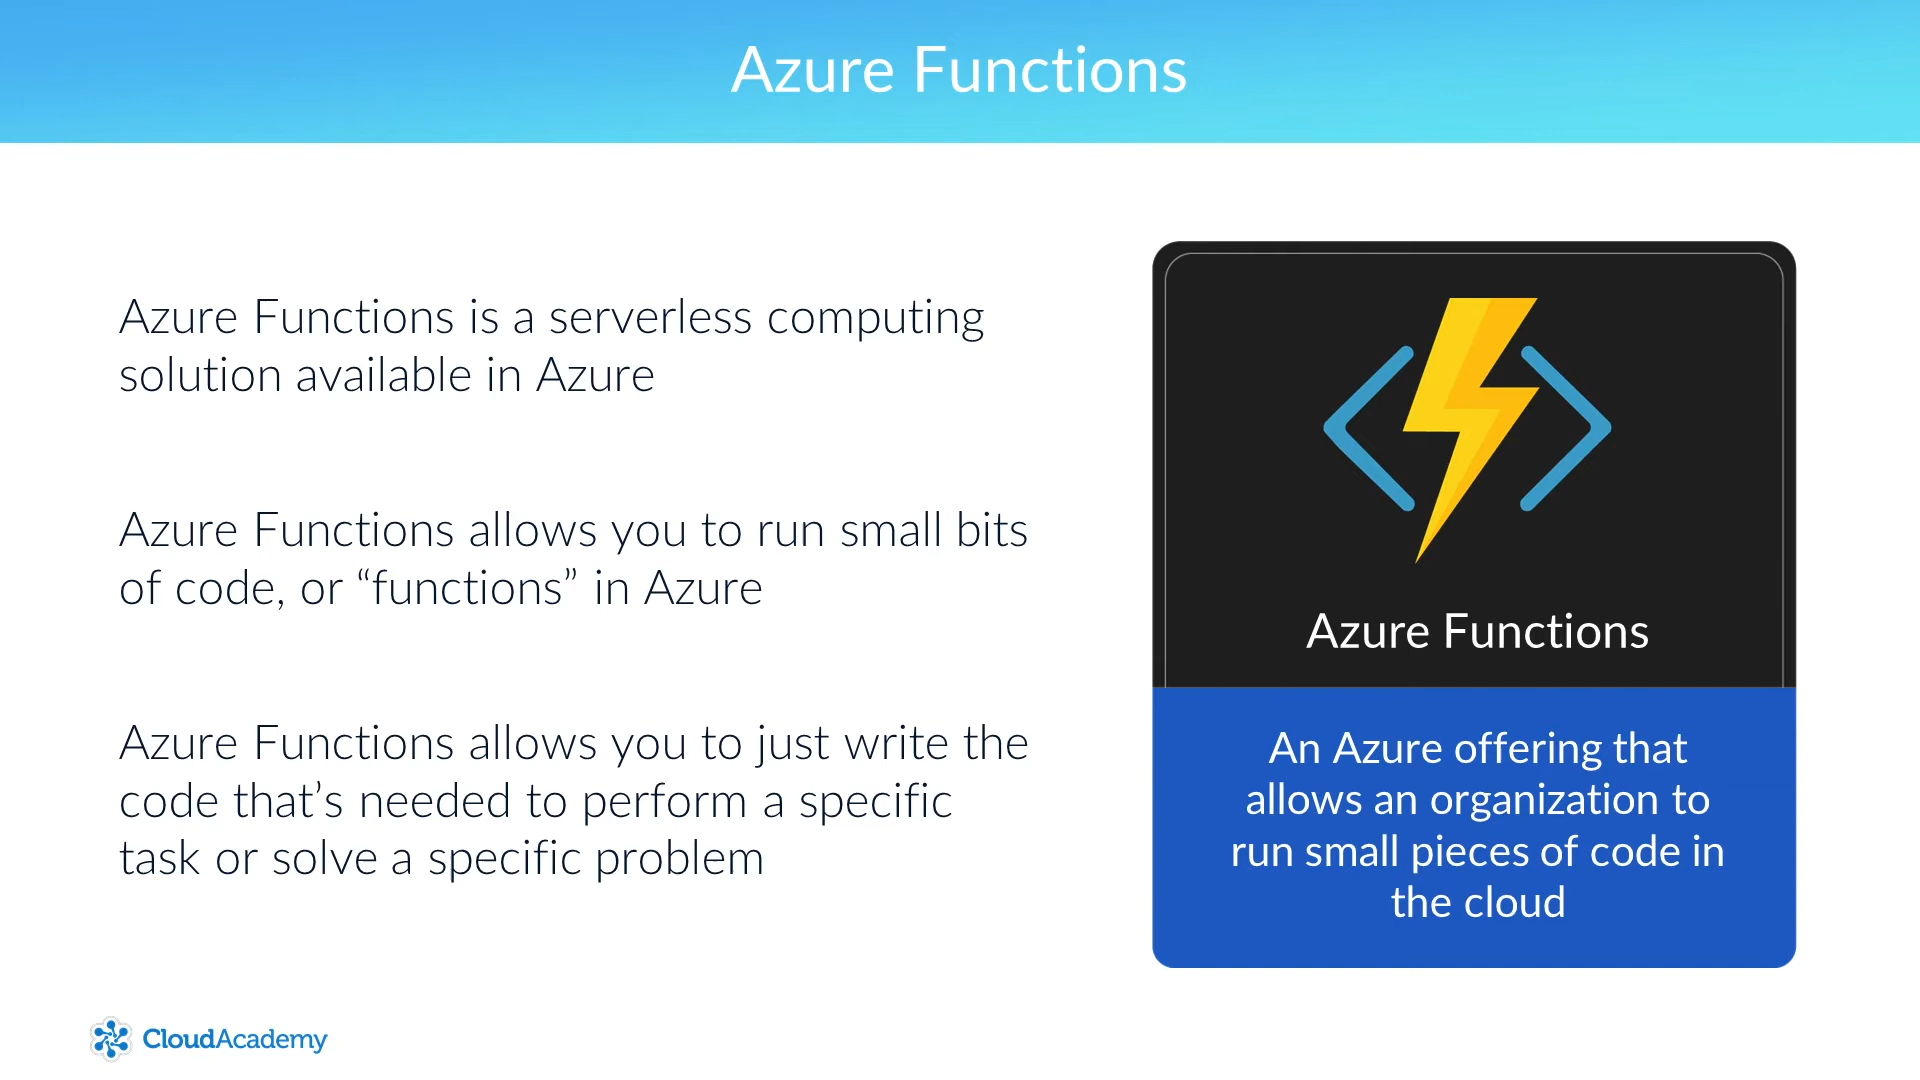 Azure Functions
Azure Functions is a serverless computing
solution available in Azure
Azure Functions allows you to run small bits
of code, or “functions” in Azure
Azure Functions allows you to just write the
code that’s needed to perform a specific
task or solve a specific problem
Azure Functions
An Azure offering that
allows an organization to
run small pieces of code in
the cloud
CloudAcademy